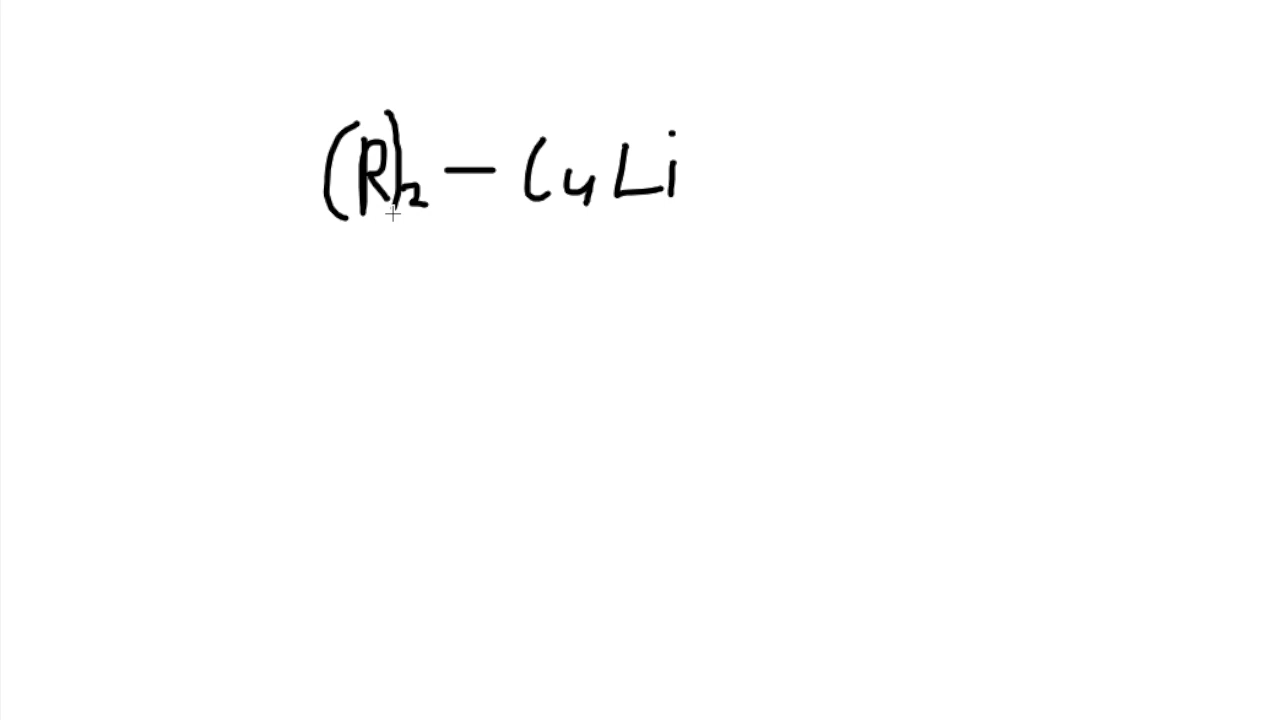 (R)₂ — CuLi